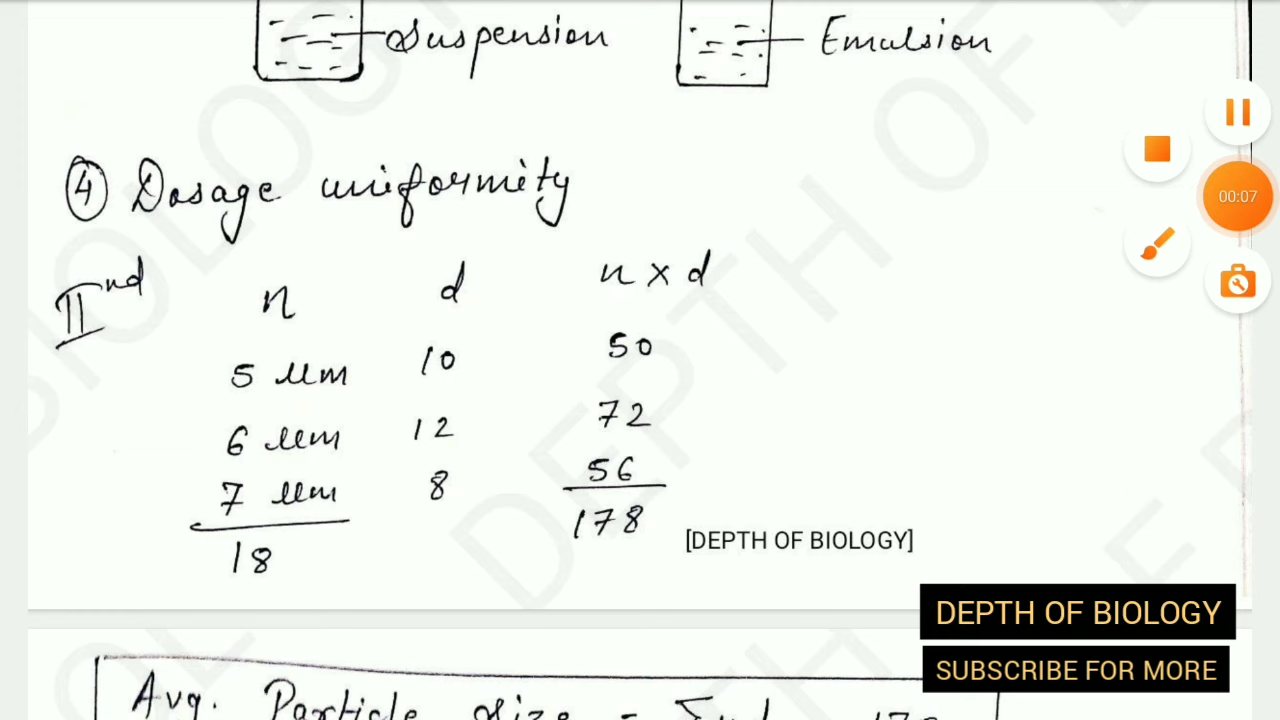 Suspension Emulsion
④ Dosage uniformity
IInd n d n x d
5 um 10 50
6 um 12 72
7 um 8 56
18 178
[DEPTH OF BIOLOGY]
DEPTH OF BIOLOGY
SUBSCRIBE FOR MORE
Avg. Particle size =
00:07